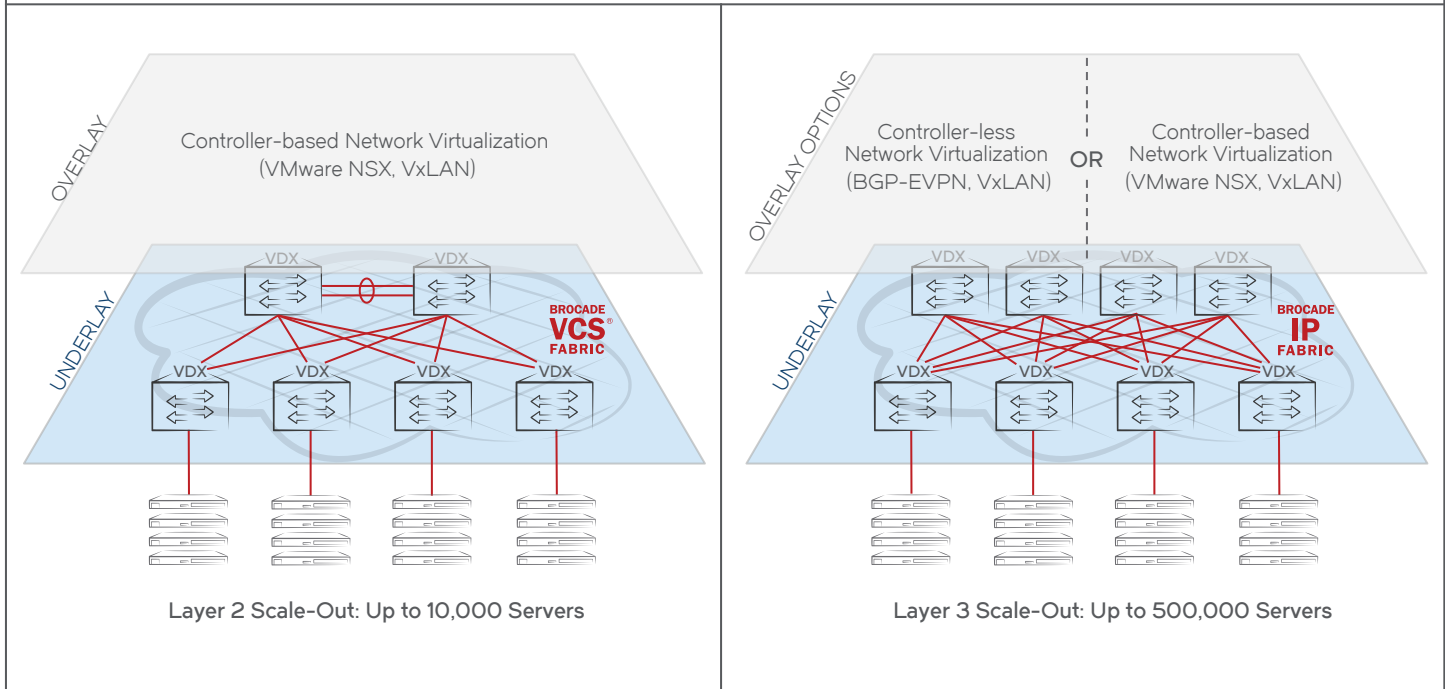 OVERLAY
Controller-based Network Virtualization
(VMware NSX, VxLAN)
UNDERLAY
VDX
VDX
BROCADE
VCS®
FABRIC
VDX
VDX
VDX
VDX
Layer 2 Scale-Out: Up to 10,000 Servers
OVERLAY OPTIONS
Controller-less
Network Virtualization
(BGP-EVPN, VxLAN)
OR
Controller-based
Network Virtualization
(VMware NSX, VxLAN)
UNDERLAY
VDX
VDX
VDX
VDX
BROCADE
IP
FABRIC
VDX
VDX
VDX
VDX
Layer 3 Scale-Out: Up to 500,000 Servers